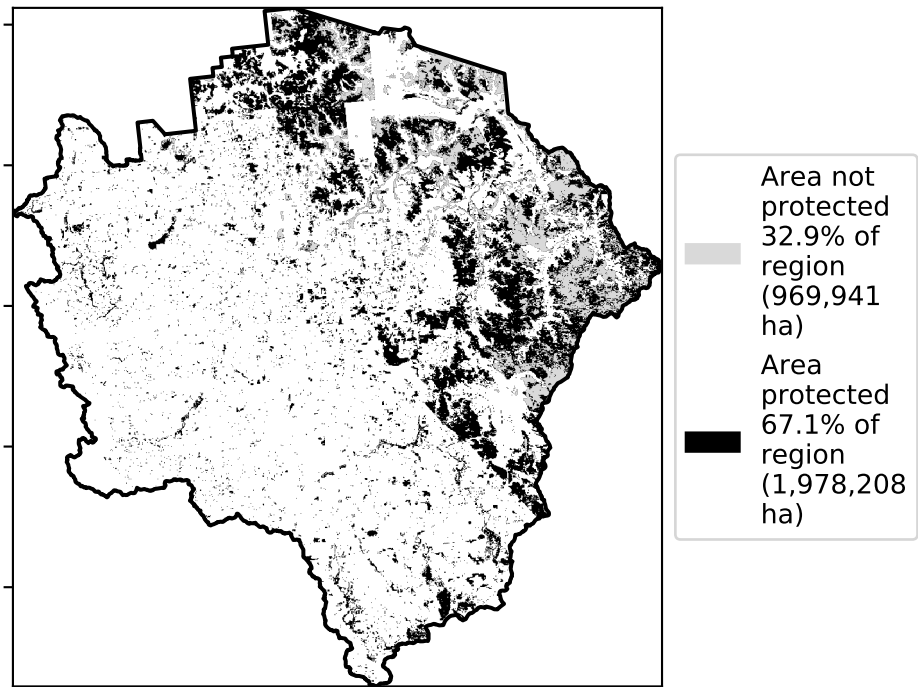 Area not
protected
32.9% of
region
(969,941
ha)
Area
protected
67.1% of
region
(1,978,208
ha)